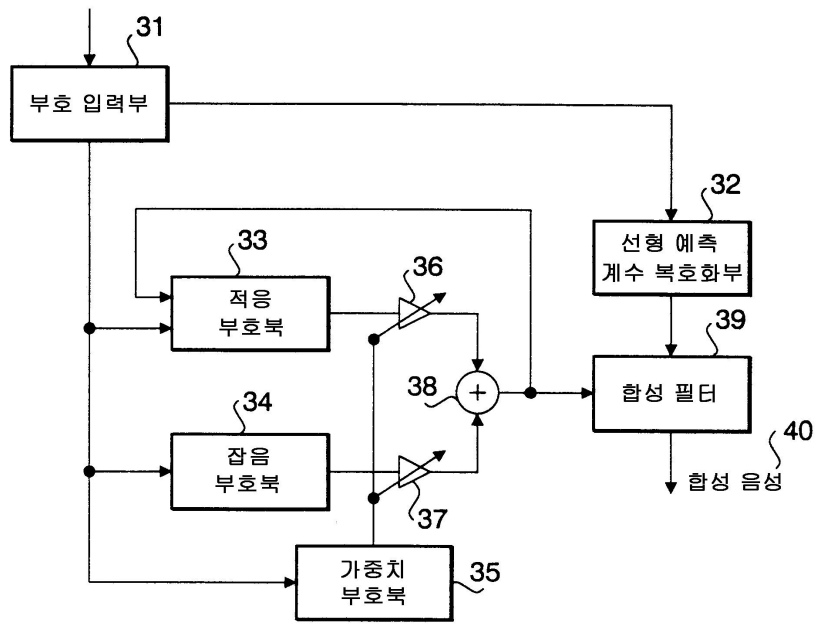 31
부호 입력부
32
선형 예측
계수 복호화부
33
적응
부호북
36
39
38
+
합성 필터
34
잡음
부호북
37
40
합성 음성
가중치
부호북
35